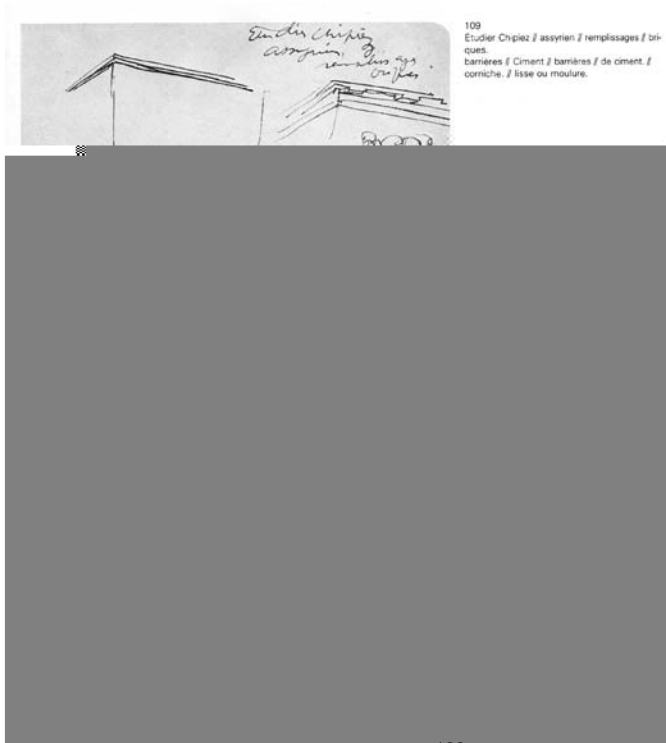 Etudier Chipiez
assyrien
remplissages
briques
109
Étudier Chipiez // assyrien // remplissages // bri-
ques.
barrières // Ciment // barrières // de ciment. //
corniche. // lisse ou moulure.